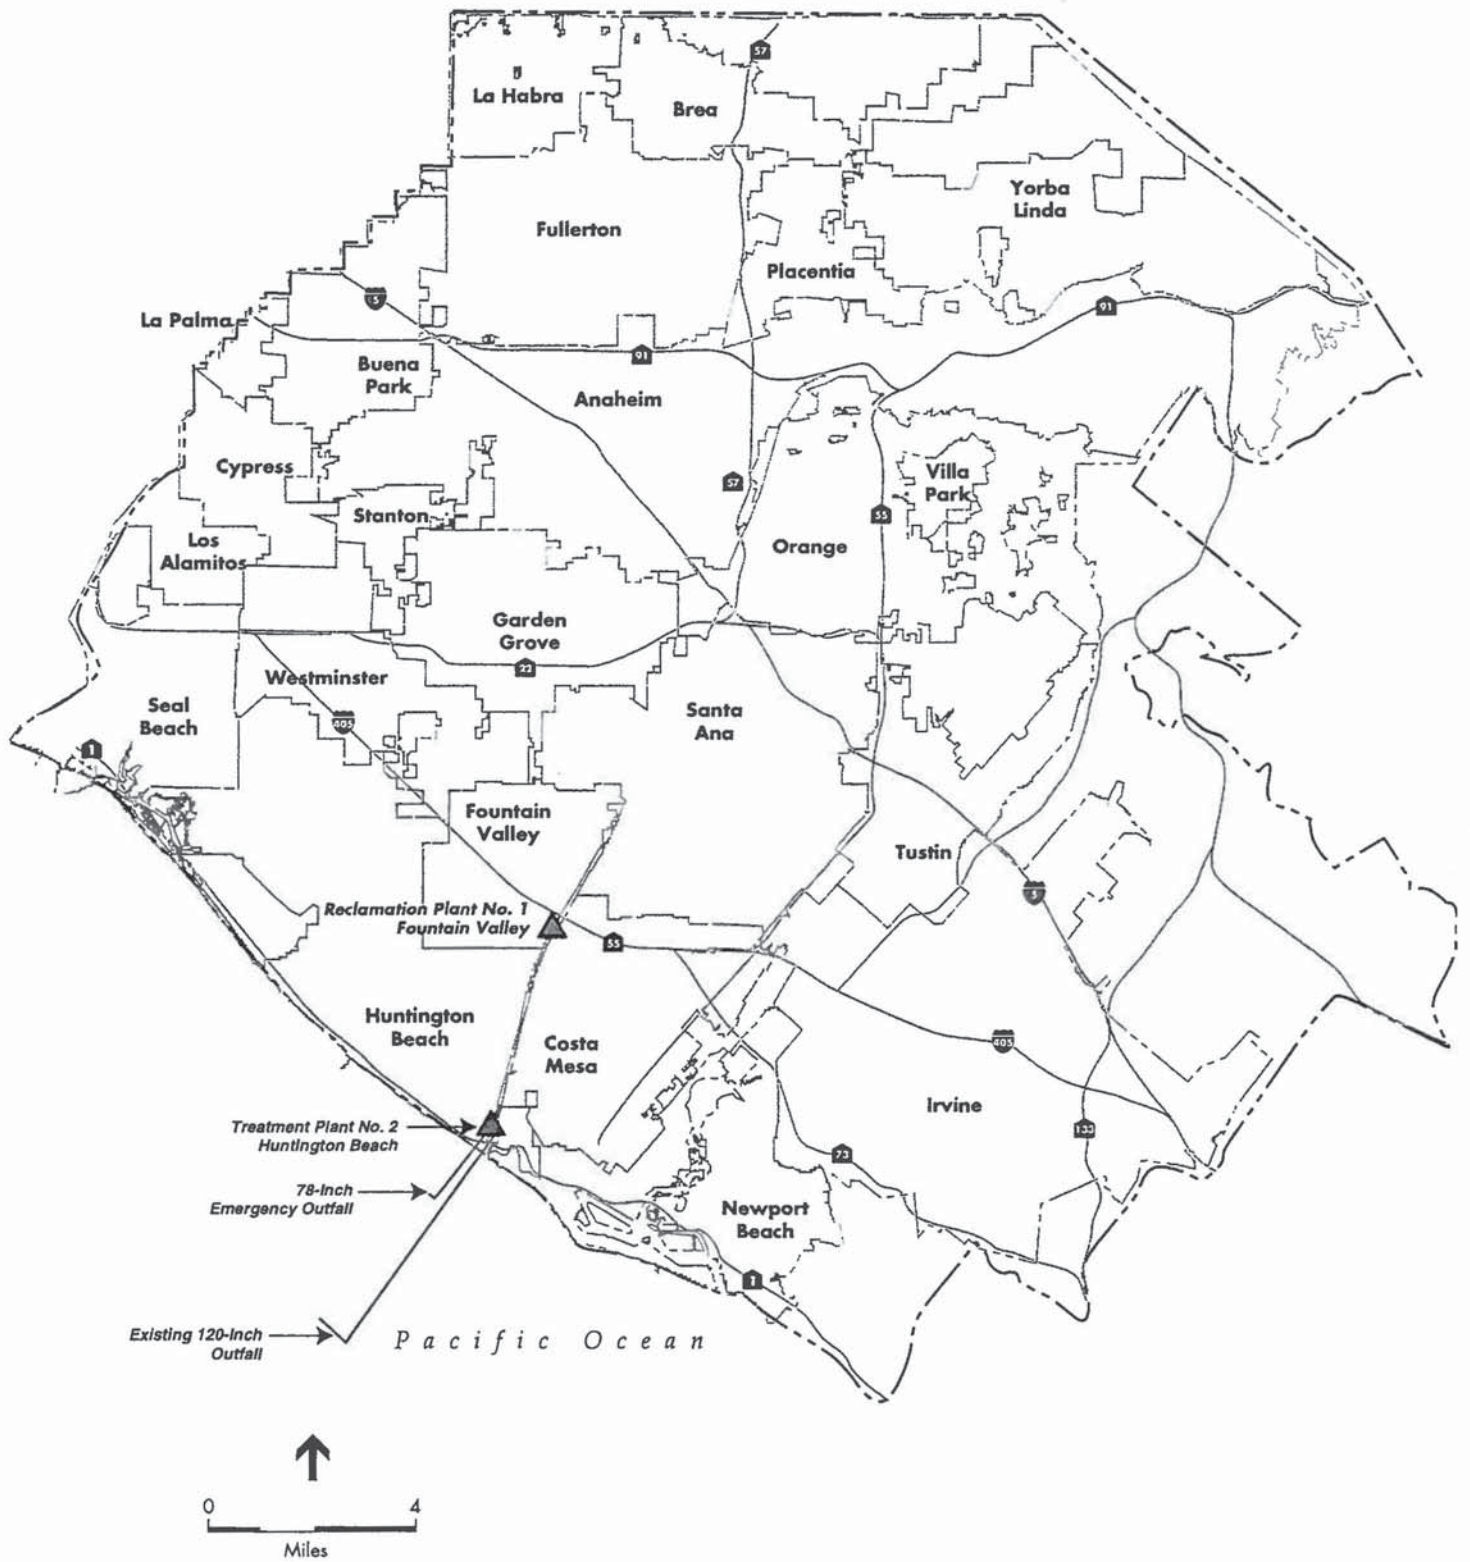 57
La Habra
Brea
Yorba
Linda
Fullerton
Placentia
5
91
La Palma
91
Buena
Park
Anaheim
Cypress
Villa
Park
57
Stanton
55
Los
Alamitos
Orange
Garden
Grove
22
Westminster
Seal
Beach
405
Santa
Ana
1
Fountain
Valley
Tustin
5
Reclamation Plant No. 1
Fountain Valley
55
Huntington
Beach
Costa
Mesa
405
Irvine
Treatment Plant No. 2
Huntington Beach
133
73
78-Inch
Emergency Outfall
Newport
Beach
1
Existing 120-Inch
Outfall
Pacific Ocean
0 4
Miles